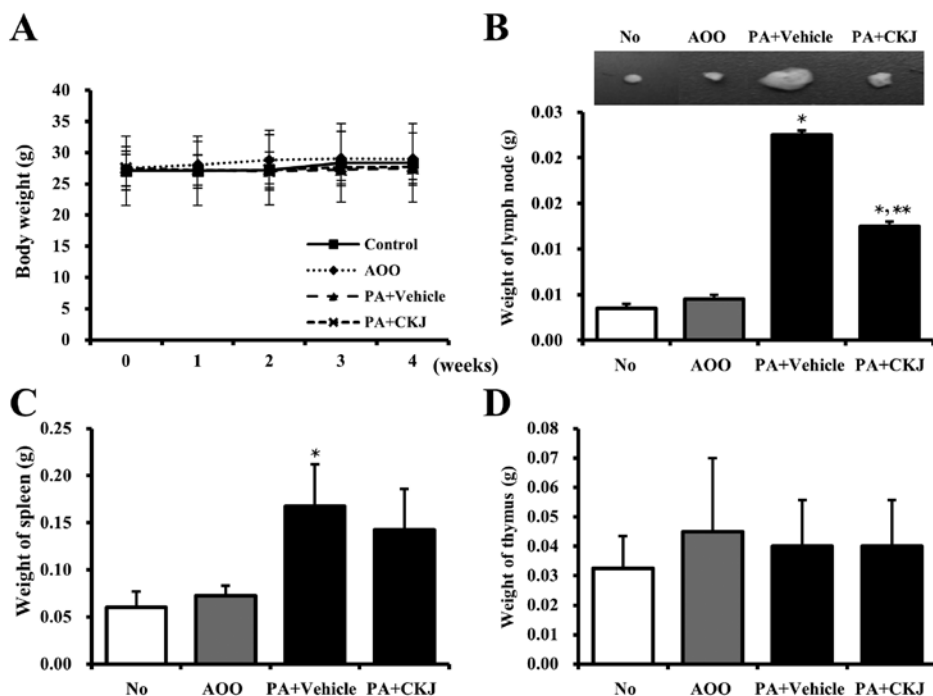 A
Body weight (g)
40
35
30
25
20
15
10
5
0
Control
AOO
PA+Vehicle
PA+CKJ
0 1 2 3 4 (weeks)
B
No AOO PA+Vehicle PA+CKJ
Weight of lymph node (g)
0.03
0.02
0.02
0.01
0.01
0.00
*
*,**
No AOO PA+Vehicle PA+CKJ
C
Weight of spleen (g)
0.25
0.20
0.15
0.10
0.05
0.00
*
No AOO PA+Vehicle PA+CKJ
D
Weight of thymus (g)
0.08
0.07
0.06
0.05
0.04
0.03
0.02
0.01
0.00
No AOO PA+Vehicle PA+CKJ